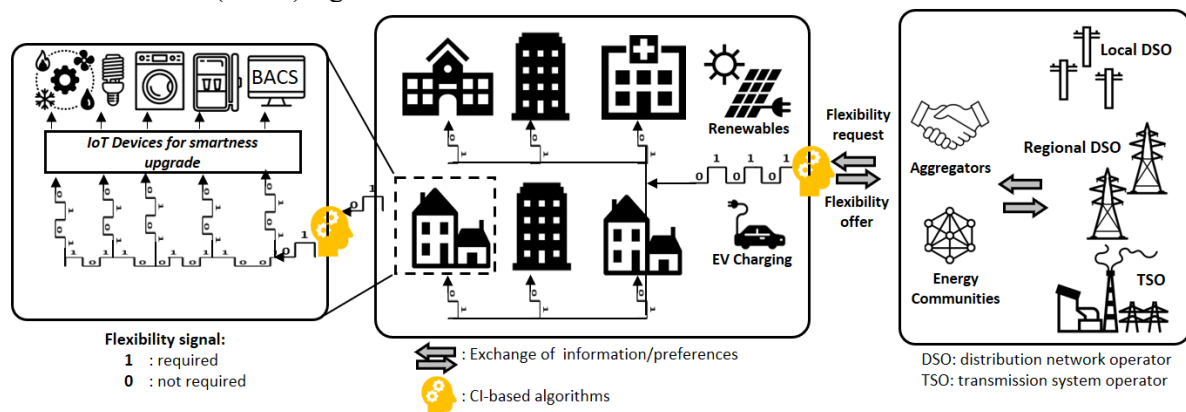 BACS
IoT Devices for smartness
upgrade
Flexibility signal:
1 : required
0 : not required
Renewables
EV Charging
: Exchange of information/preferences
: CI-based algorithms
Flexibility
request
Flexibility
offer
Aggregators
Energy
Communities
Local DSO
Regional DSO
TSO
DSO: distribution network operator
TSO: transmission system operator